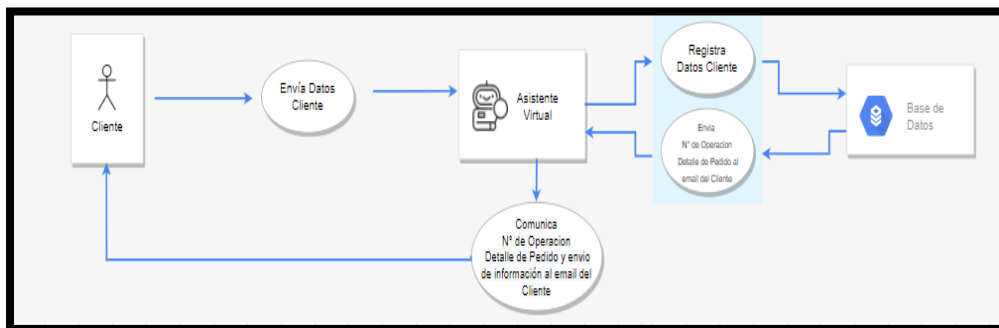 Cliente
Envía Datos
Cliente
Asistente
Virtual
Registra
Datos Cliente
Envia
N° de Operacion
Detalle de Pedido al
email del Cliente
Base de
Datos
Comunica
N° de Operacion
Detalle de Pedido y envio
de información al email del
Cliente